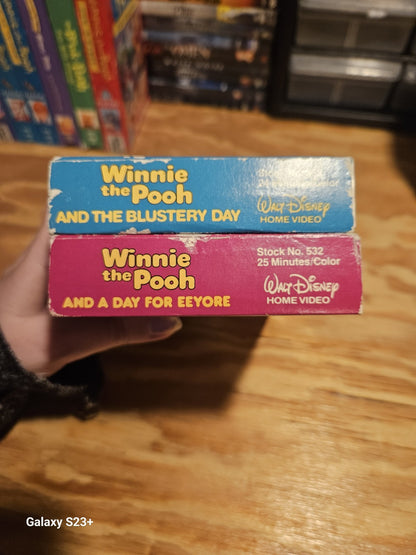 Winnie
the Pooh
AND THE BLUSTERY DAY
WALT DISNEY
HOME VIDEO
Winnie
the Pooh
AND A DAY FOR EEYORE
Stock No. 532
25 Minutes/Color
WALT DISNEY
HOME VIDEO
Galaxy S23+